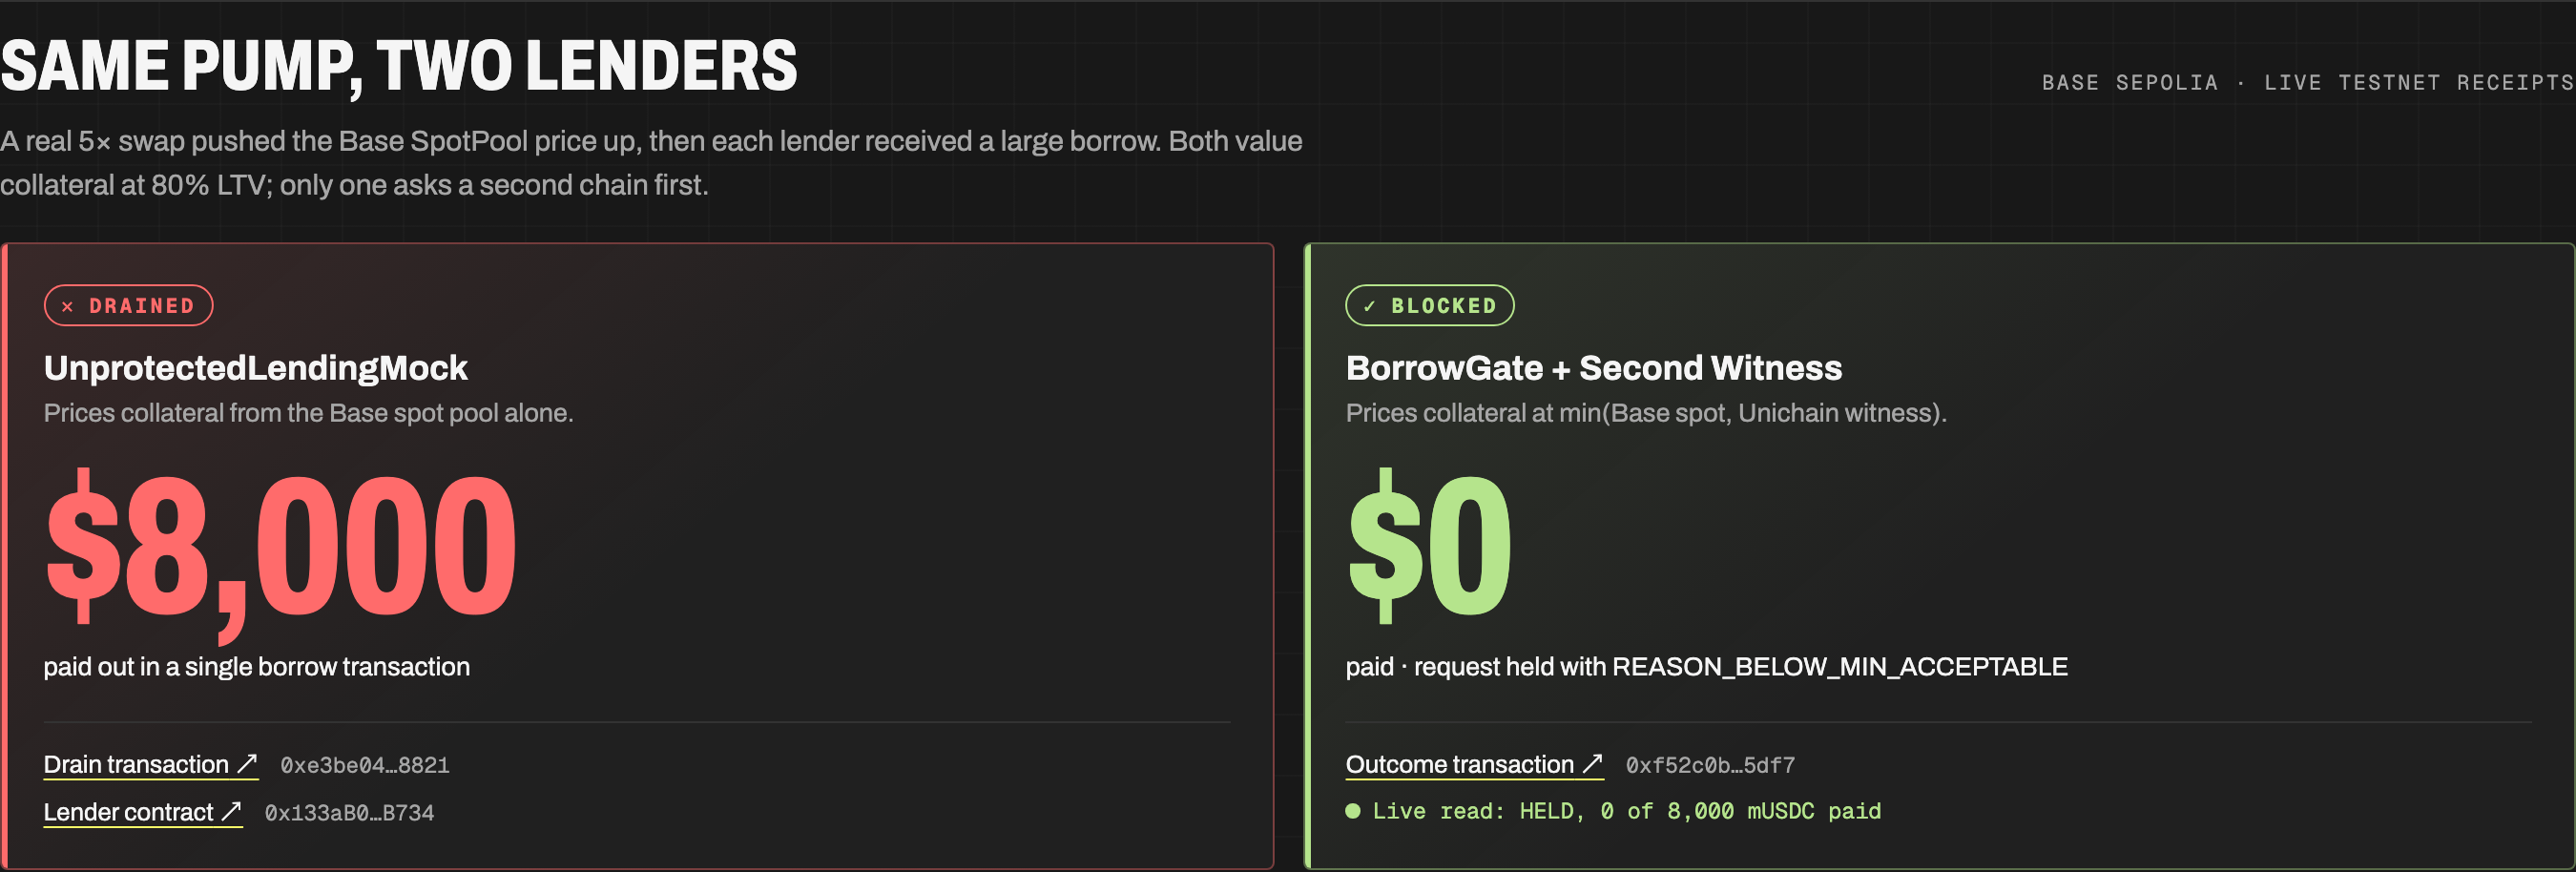 SAME PUMP, TWO LENDERS
BASE SEPOLIA · LIVE TESTNET RECEIPTS
A real 5× swap pushed the Base SpotPool price up, then each lender received a large borrow. Both value
collateral at 80% LTV; only one asks a second chain first.
× DRAINED
UnprotectedLendingMock
Prices collateral from the Base spot pool alone.
$8,000
paid out in a single borrow transaction
Drain transaction ↗ 0xe3be04…8821
Lender contract ↗ 0x133aB0…B734
✓ BLOCKED
BorrowGate + Second Witness
Prices collateral at min(Base spot, Unichain witness).
$0
paid · request held with REASON_BELOW_MIN_ACCEPTABLE
Outcome transaction ↗ 0xf52c0b…5df7
Live read: HELD, 0 of 8,000 mUSDC paid